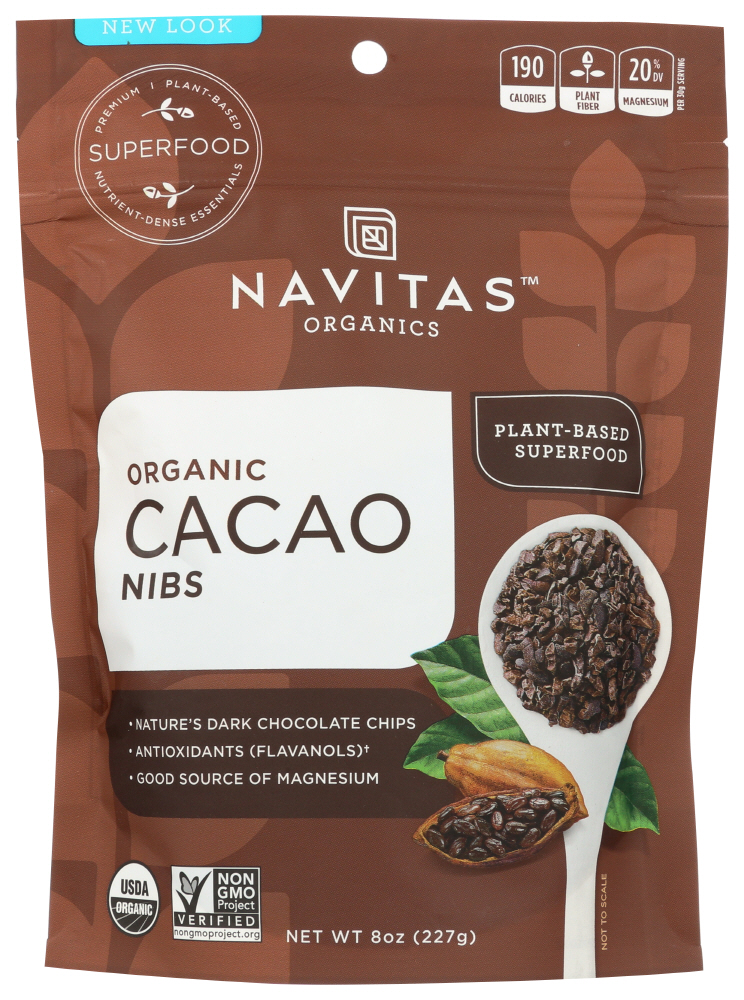 NEW LOOK
PREMIUM | PLANT-BASED
SUPERFOOD
NUTRIENT-DENSE ESSENTIALS
190
CALORIES
PLANT
FIBER
20% DV
MAGNESIUM
PER 30g SERVING
NAVITAS™
ORGANICS
ORGANIC
CACAO
NIBS
PLANT-BASED
SUPERFOOD
• NATURE'S DARK CHOCOLATE CHIPS
• ANTIOXIDANTS (FLAVANOLS)†
• GOOD SOURCE OF MAGNESIUM
USDA
ORGANIC
NON
GMO
Project
VERIFIED
nongmoproject.org
NET WT 8oz (227g)
NOT TO SCALE